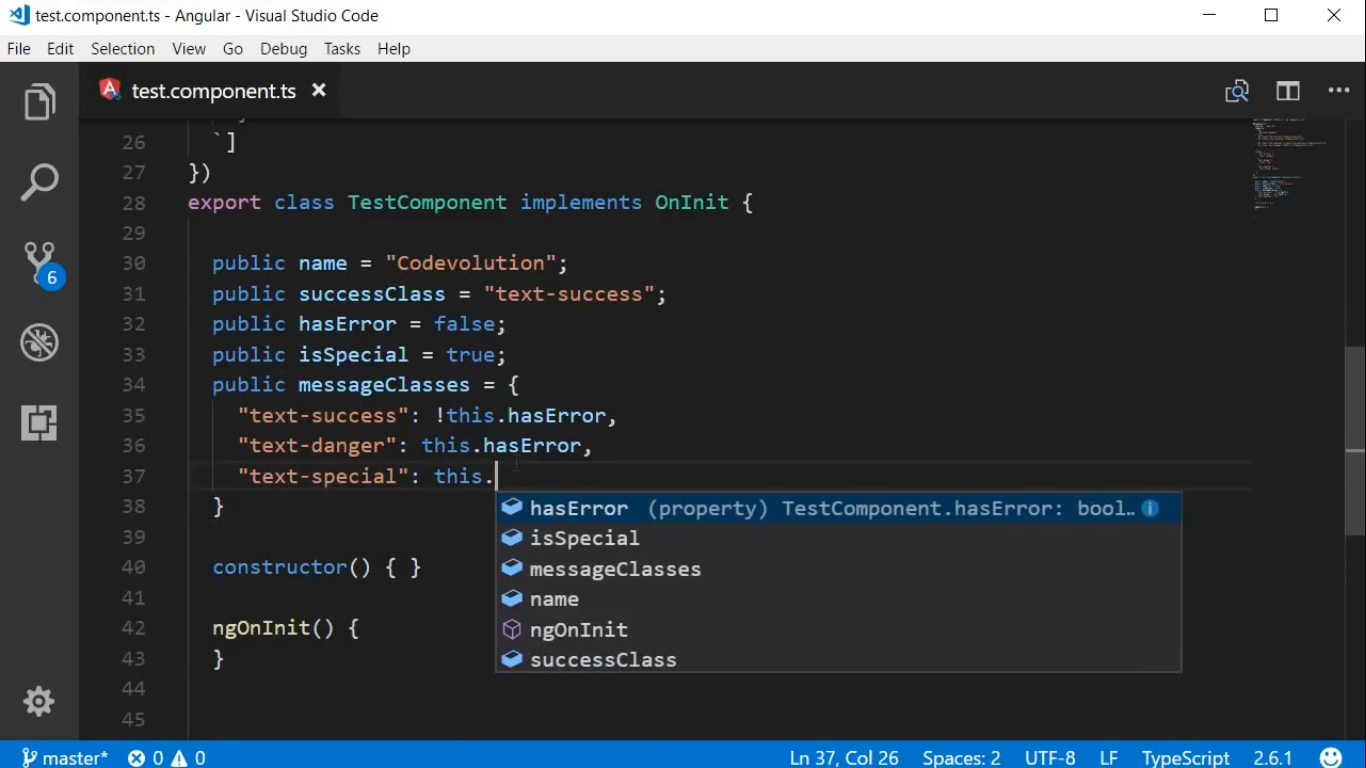 test.component.ts - Angular - Visual Studio Code
File Edit Selection View Go Debug Tasks Help
test.component.ts
26 `]
27 })
28 export class TestComponent implements OnInit {
29
30 public name = "Codevolution";
31 public successClass = "text-success";
32 public hasError = false;
33 public isSpecial = true;
34 public messageClasses = {
35 "text-success": !this.hasError,
36 "text-danger": this.hasError,
37 "text-special": this.
hasError (property) TestComponent.hasError: bool…
38 }
isSpecial
39
messageClasses
40 constructor() { }
name
41
42 ngOnInit() {
ngOnInit
43 }
successClass
44
45
6
master* 0 0 Ln 37, Col 26 Spaces: 2 UTF-8 LF TypeScript 2.6.1